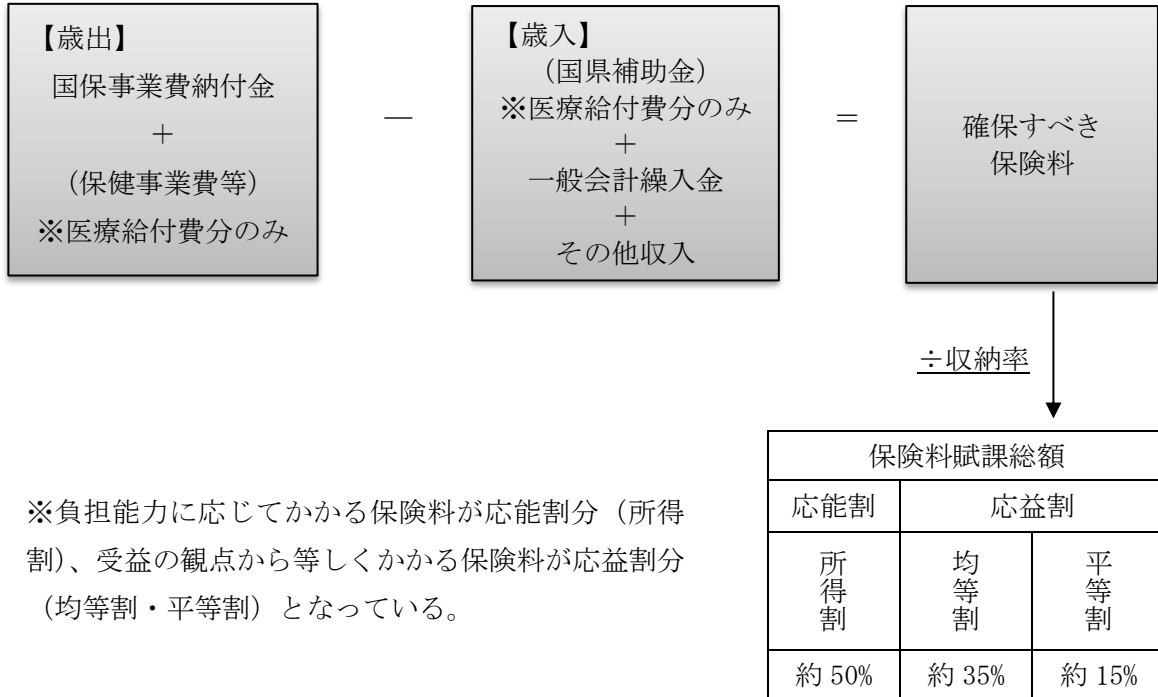 【歳出】
国保事業費納付金
＋
(保健事業費等)
※医療給付費分のみ
－
【歳入】
(国県補助金)
※医療給付費分のみ
＋
一般会計繰入金
＋
その他収入
＝
確保すべき
保険料
÷収納率
※負担能力に応じてかかる保険料が応能割分（所得
割）、受益の観点から等しくかかる保険料が応益割分
（均等割・平等割）となっている。
保険料賦課総額
応能割 応益割
所得割 均等割 平等割
約 50% 約 35% 約 15%